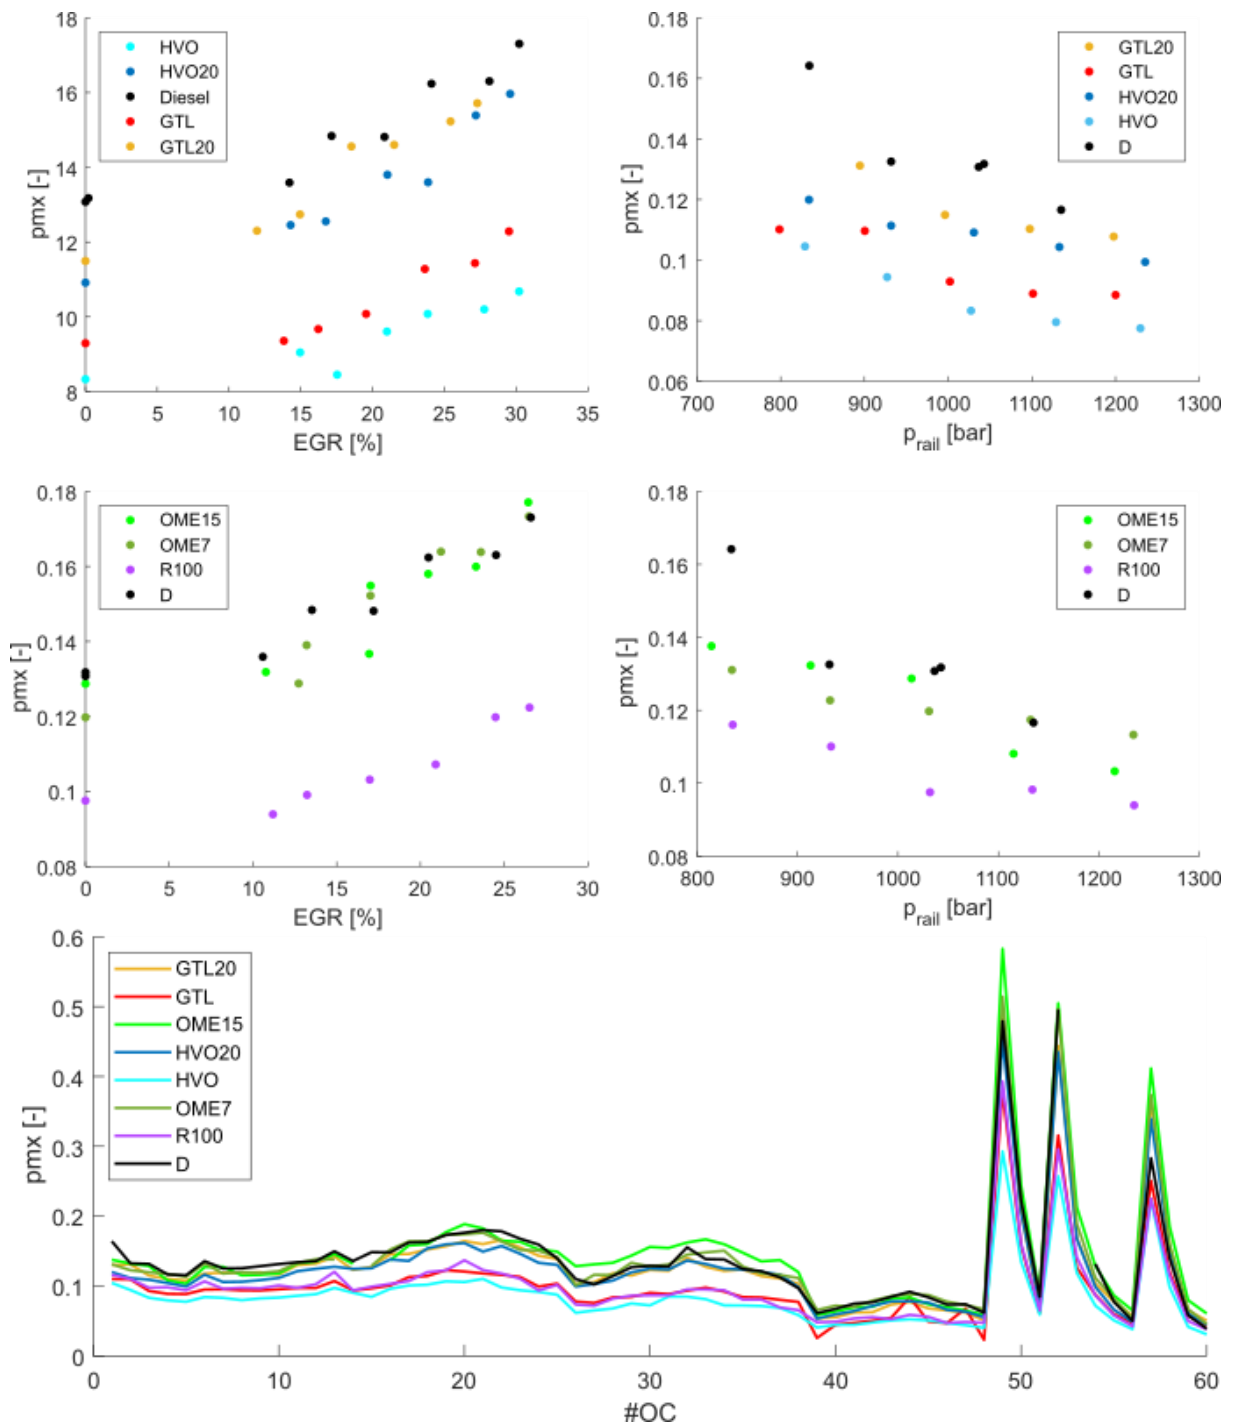 18
16
14
12
10
8
pmx [-]
HVO
HVO20
Diesel
GTL
GTL20
0 5 10 15 20 25 30 35
EGR [%]
0.18
0.16
0.14
0.12
0.1
0.08
0.06
pmx [-]
GTL20
GTL
HVO20
HVO
D
700 800 900 1000 1100 1200 1300
p_rail [bar]
0.18
0.16
0.14
0.12
0.1
0.08
pmx [-]
OME15
OME7
R100
D
0 5 10 15 20 25 30
EGR [%]
0.18
0.16
0.14
0.12
0.1
0.08
pmx [-]
OME15
OME7
R100
D
800 900 1000 1100 1200 1300
p_rail [bar]
0.6
0.5
0.4
0.3
0.2
0.1
0
pmx [-]
GTL20
GTL
OME15
HVO20
HVO
OME7
R100
D
0 10 20 30 40 50 60
#OC